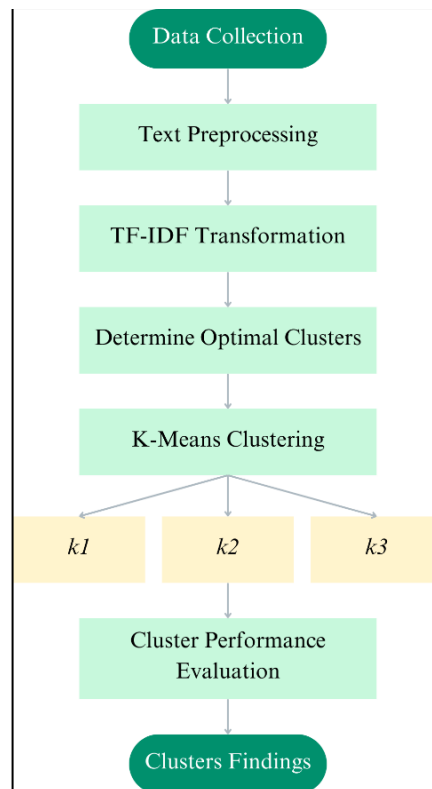 Data Collection
Text Preprocessing
TF-IDF Transformation
Determine Optimal Clusters
K-Means Clustering
k1
k2
k3
Cluster Performance
Evaluation
Clusters Findings